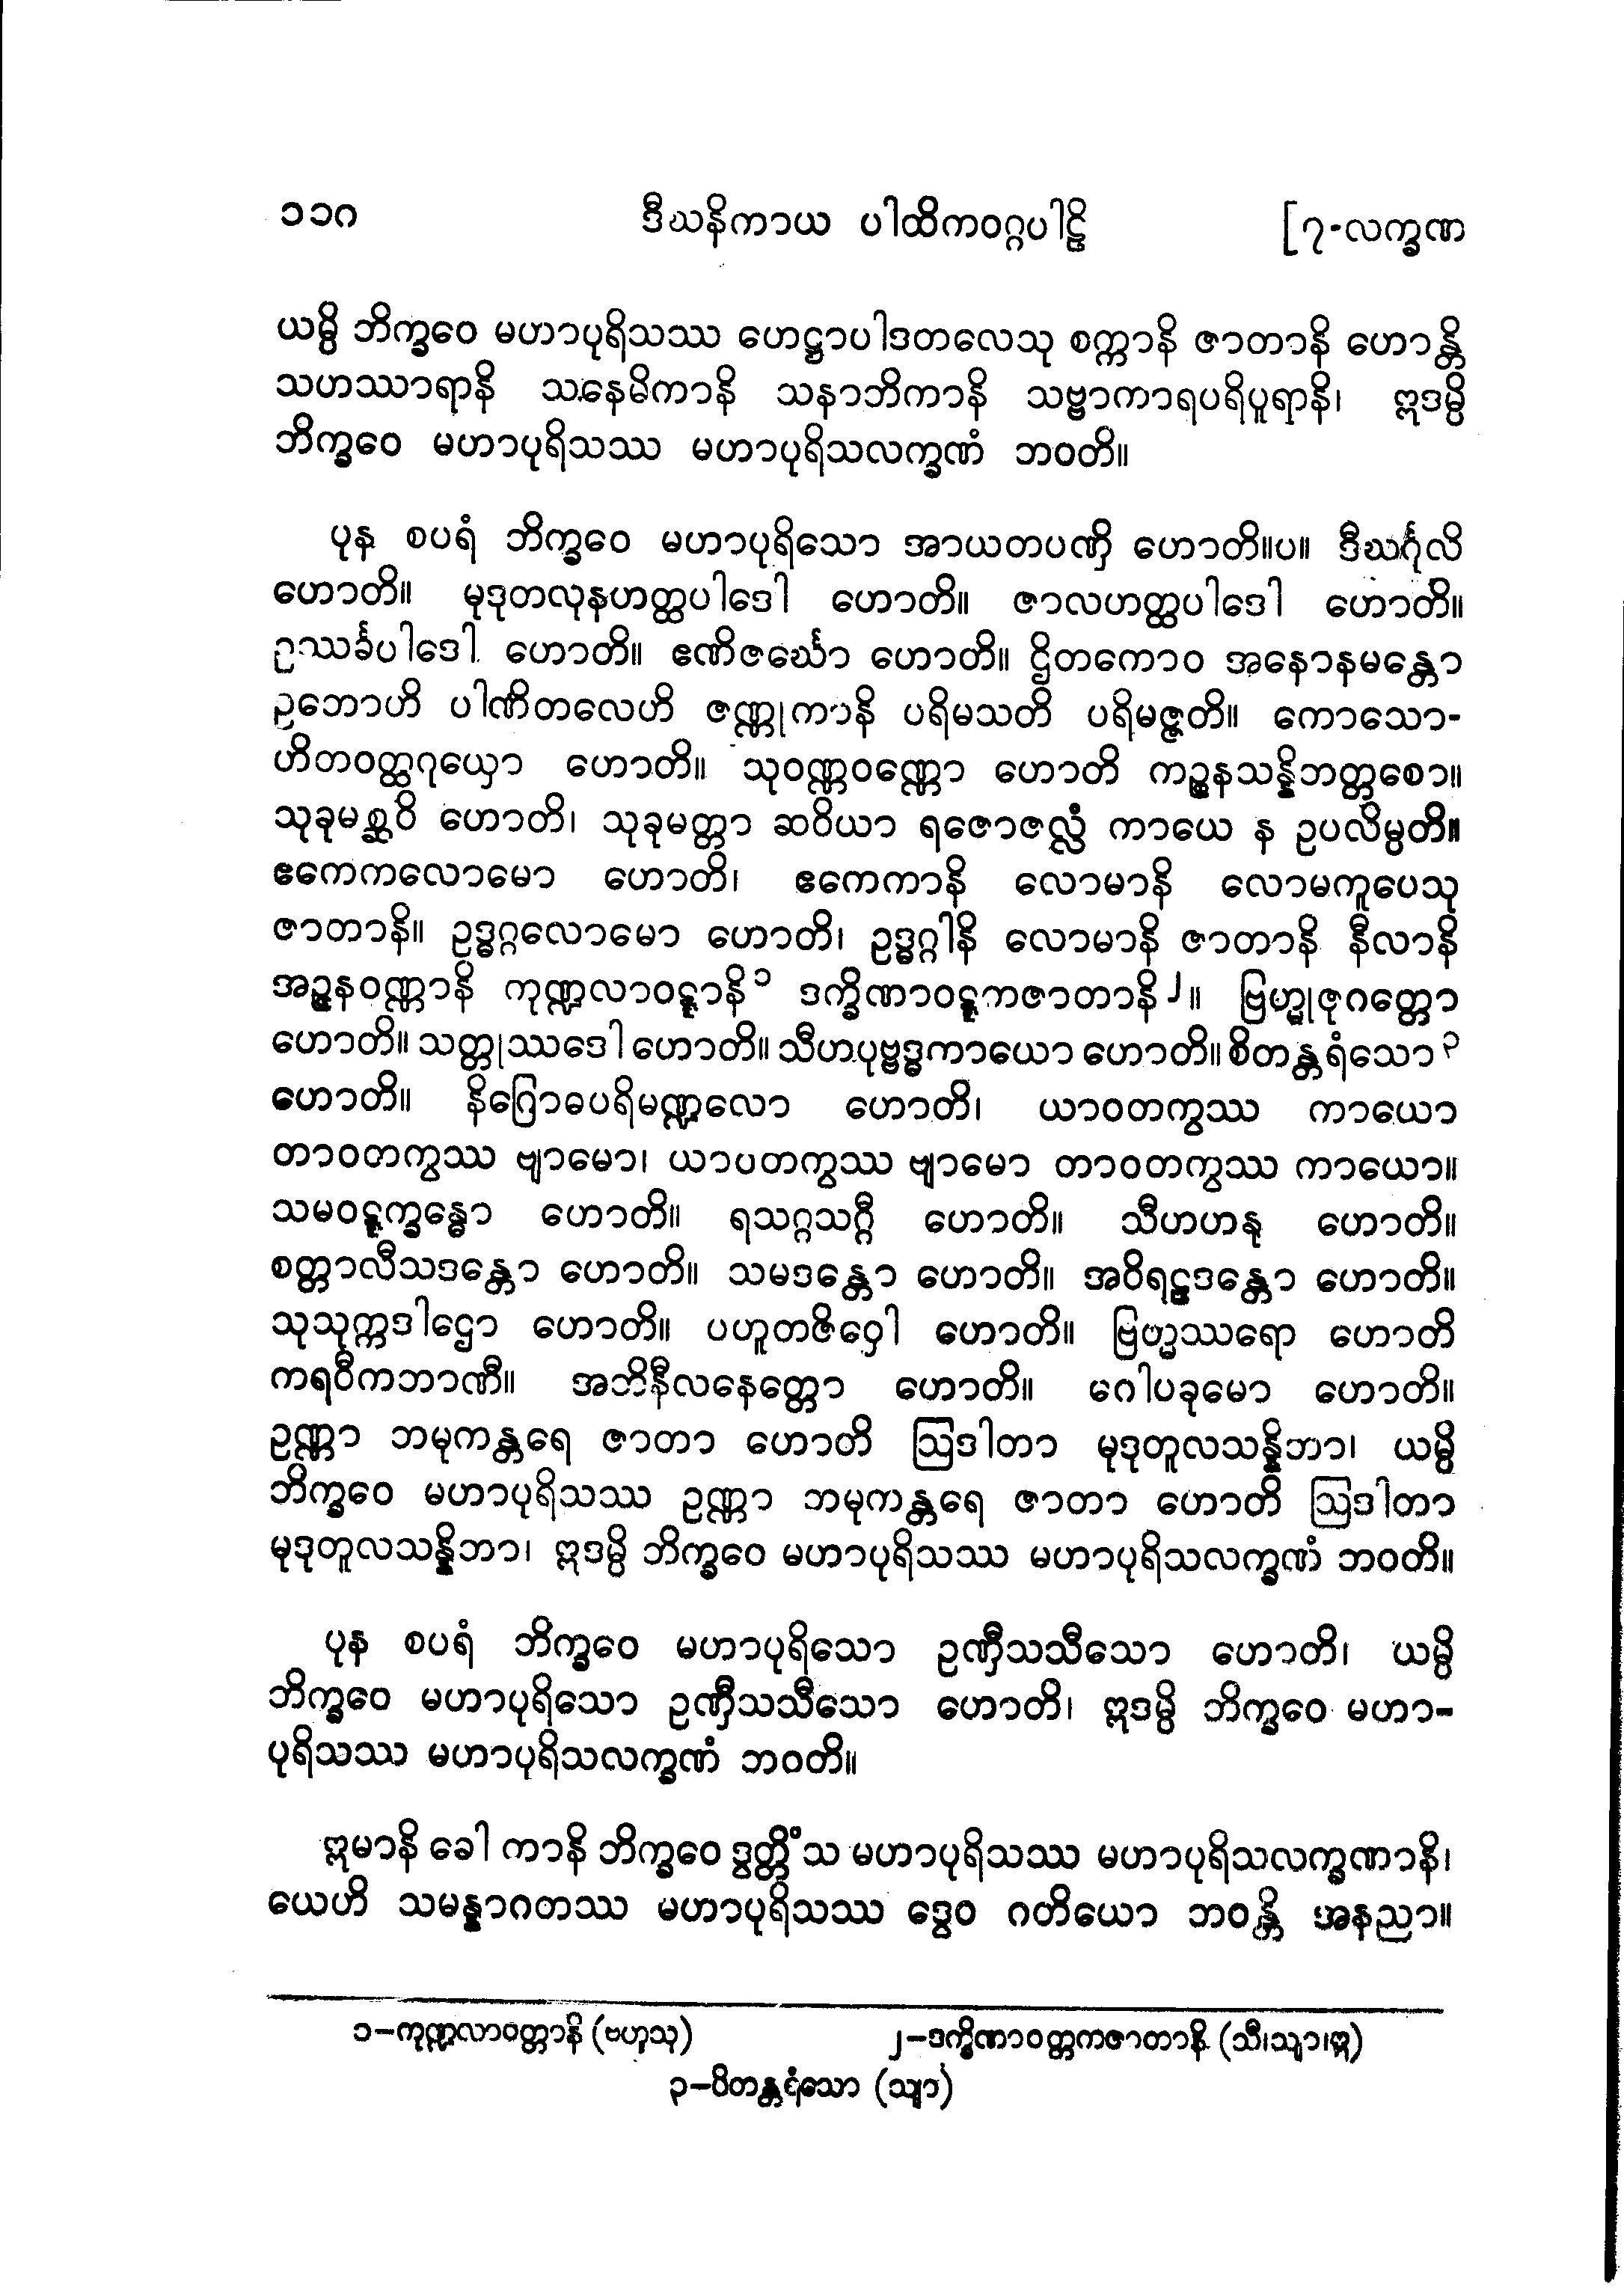 ၁၁ဂ ဒီဃနိကာယ ပါထိကဝဂ္ဂပါဠိ [၇-လက္ခဏ
ယမ္ပိ ဘိက္ခဝေ မဟာပုရိသဿ ဟေဋ္ဌာပါဒတလေသု စက္ကာနိ ဇာတာနိ ဟောန္တိ
သဟဿာရာနိ သနေမိကာနိ သနာဘိကာနိ သဗ္ဗာကာရပရိပူရာနိ၊ ဣဒမ္ပိ
ဘိက္ခဝေ မဟာပုရိသဿ မဟာပုရိသလက္ခဏံ ဘဝတိ။
ပုန စပရံ ဘိက္ခဝေ မဟာပုရိသော အာယတပဏှိ ဟောတိ။ပ။ ဒီဃင်္ဂုလိ
ဟောတိ။ မုဒုတလုနဟတ္ထပါဒေါ ဟောတိ။ ဇာလဟတ္ထပါဒေါ ဟောတိ။
ဥဿင်္ခပါဒေါ ဟောတိ။ ဧဏိဇင်္ဃော ဟောတိ။ ဌိတကောဝ အနောနမန္တော
ဥဘောဟိ ပါဏိတလေဟိ ဇဏ္ဏုကာနိ ပရိမသတိ ပရိမဇ္ဇတိ။ ကောသော-
ဟိတဝတ္ထဂုယှော ဟောတိ။ သုဝဏ္ဏဝဏ္ဏော ဟောတိ ကဉ္စနသန္နိဘတ္တစော။
သုခုမစ္ဆဝိ ဟောတိ၊ သုခုမတ္တာ ဆဝိယာ ရဇောဇလ္လံ ကာယေ န ဥပလိမ္ပတိ။
ဧကေကလောမော ဟောတိ၊ ဧကေကာနိ လောမာနိ လောမကူပေသု
ဇာတာနိ။ ဥဒ္ဓဂ္ဂလောမော ဟောတိ၊ ဥဒ္ဓဂ္ဂါနိ လောမာနိ ဇာတာနိ နီလာနိ
အဉ္ဇနဝဏ္ဏာနိ ကုဏ္ဍလာဝဋ္ဋာနိ၁ ဒက္ခိဏာဝဋ္ဋကဇာတာနိ၂။ ဗြဟ္မုဇုဂတ္တော
ဟောတိ။ သတ္တုဿဒေါ ဟောတိ။ သီဟပုဗ္ဗဒ္ဓကာယော ဟောတိ။ စိတန္တရံသော၃
ဟောတိ။ နိဂြောဓပရိမဏ္ဍလော ဟောတိ၊ ယာဝတကွဿ ကာယော
တာဝတကွဿ ဗျာမော၊ ယာဝတကွဿ ဗျာမော တာဝတကွဿ ကာယော။
သမဝဋ္ဋက္ခန္ဓော ဟောတိ။ ရသဂ္ဂသဂ္ဂီ ဟောတိ။ သီဟဟနု ဟောတိ။
စတ္တာလီသဒန္တော ဟောတိ။ သမဒန္တော ဟောတိ။ အဝိရဠဒန္တော ဟောတိ။
သုသုက္ကဒါဌော ဟောတိ။ ပဟူတဇိဝှေါ ဟောတိ။ ဗြဟ္မဿရော ဟောတိ
ကရဝီကဘာဏီ။ အဘိနီလနေတ္တော ဟောတိ။ ဂေါပခုမော ဟောတိ။
ဥဏ္ဏာ ဘမုကန္တရေ ဇာတာ ဟောတိ ဩဒါတာ မုဒုတူလသန္နိဘာ၊ ယမ္ပိ
ဘိက္ခဝေ မဟာပုရိသဿ ဥဏ္ဏာ ဘမုကန္တရေ ဇာတာ ဟောတိ ဩဒါတာ
မုဒုတူလသန္နိဘာ၊ ဣဒမ္ပိ ဘိက္ခဝေ မဟာပုရိသဿ မဟာပုရိသလက္ခဏံ ဘဝတိ။
ပုန စပရံ ဘိက္ခဝေ မဟာပုရိသော ဥဏှီသသီသော ဟောတိ၊ ယမ္ပိ
ဘိက္ခဝေ မဟာပုရိသော ဥဏှီသသီသော ဟောတိ၊ ဣဒမ္ပိ ဘိက္ခဝေ မဟာ-
ပုရိသဿ မဟာပုရိသလက္ခဏံ ဘဝတိ။
ဣမာနိ ခေါ ကာနိ ဘိက္ခဝေ ဒွတ္တိံသ မဟာပုရိသဿ မဟာပုရိသလက္ခဏာနိ၊
ယေဟိ သမန္နာဂတဿ မဟာပုရိသဿ ဒွေဝ ဂတိယော ဘဝန္တိ အနညာ။
၁-ကုဏ္ဍလာဝတ္တာနိ (ဗဟုသု) ၂-ဒက္ခိဏာဝတ္တကဇာတာနိ (သီ၊သျာ၊ဣ)
၃-ပိတန္တရံသော (သျာ)